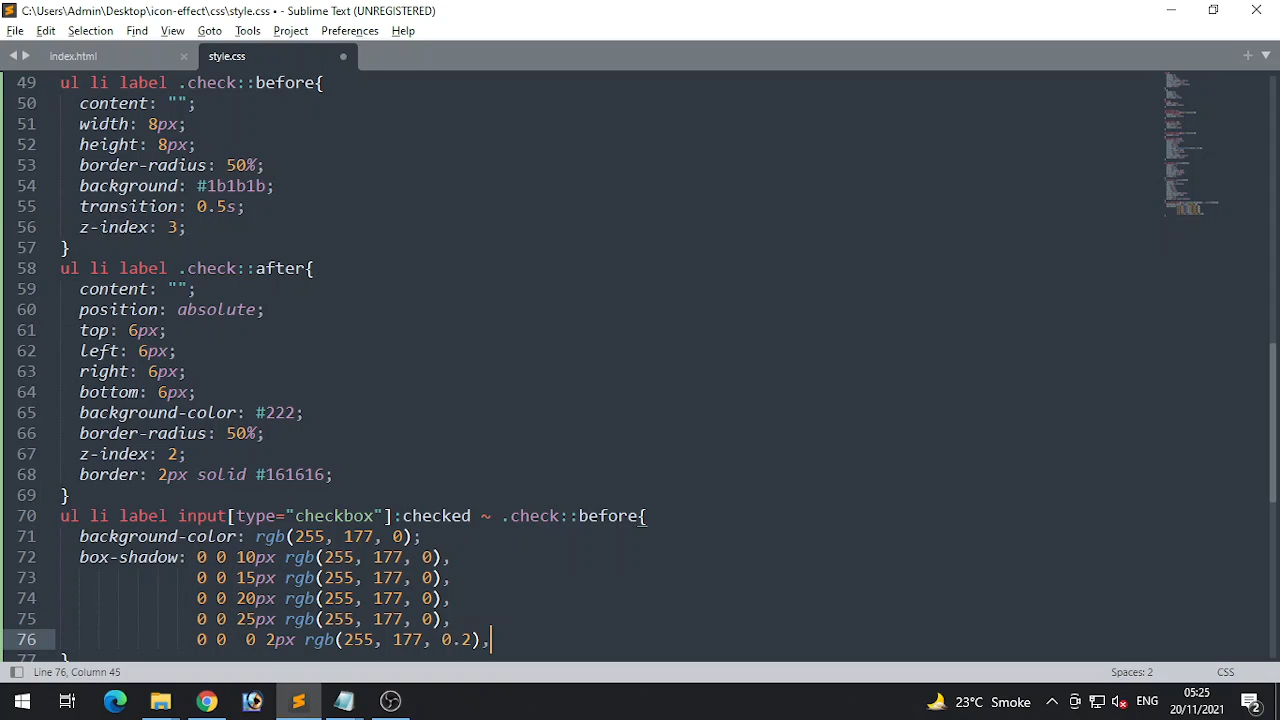 C:\Users\Admin\Desktop\icon-effect\css\style.css • - Sublime Text (UNREGISTERED)
File Edit Selection Find View Goto Tools Project Preferences Help
index.html style.css
49 ul li label .check::before{
50 content: "";
51 width: 8px;
52 height: 8px;
53 border-radius: 50%;
54 background: #1b1b1b;
55 transition: 0.5s;
56 z-index: 3;
57 }
58 ul li label .check::after{
59 content: "";
60 position: absolute;
61 top: 6px;
62 left: 6px;
63 right: 6px;
64 bottom: 6px;
65 background-color: #222;
66 border-radius: 50%;
67 z-index: 2;
68 border: 2px solid #161616;
69 }
70 ul li label input[type="checkbox"]:checked ~ .check::before{
71 background-color: rgb(255, 177, 0);
72 box-shadow: 0 0 10px rgb(255, 177, 0),
73 0 0 15px rgb(255, 177, 0),
74 0 0 20px rgb(255, 177, 0),
75 0 0 25px rgb(255, 177, 0),
76 0 0  0 2px rgb(255, 177, 0.2),
77 }
Line 76, Column 45 Spaces: 2 CSS
23°C Smoke ENG 05:25
20/11/2021 2